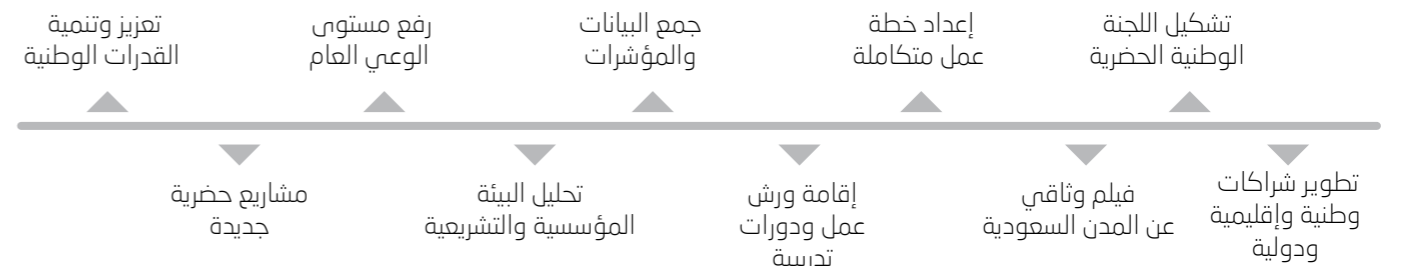 تشكيل اللجنة
الوطنية الحضرية
إعداد خطة
عمل متكاملة
جمع البيانات
والمؤشرات
رفع مستوى
الوعي العام
تعزيز وتنمية
القدرات الوطنية
تطوير شراكات
وطنية وإقليمية
ودولية
فيلم وثاقي
عن المدن السعودية
إقامة ورش
عمل ودورات
تدريبية
تحليل البيئة
المؤسسية والتشريعية
مشاريع حضرية
جديدة